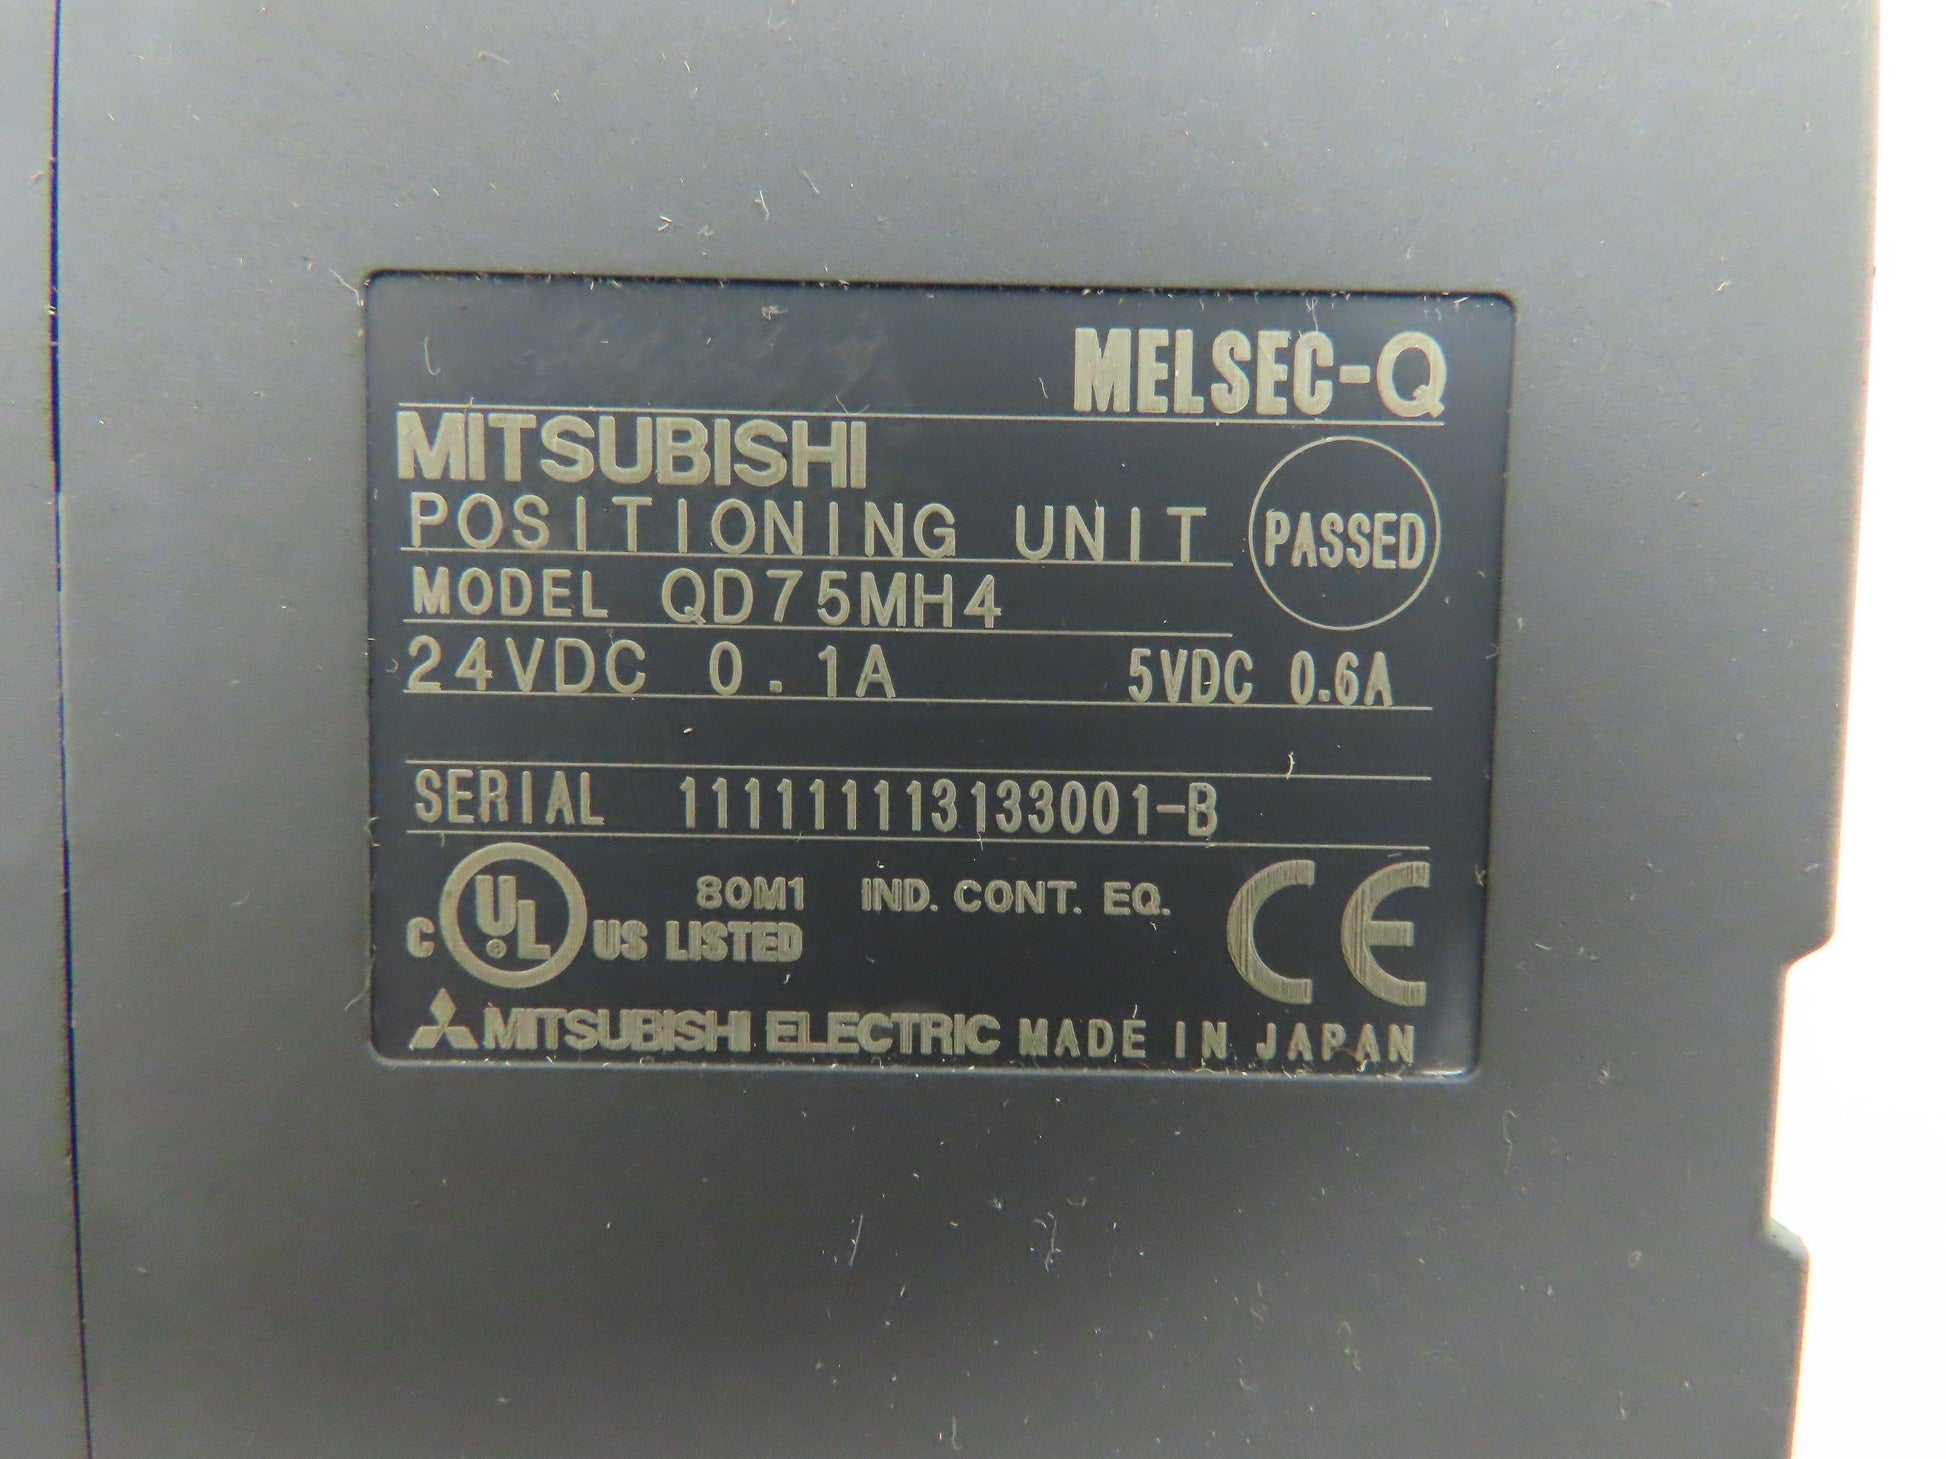 MELSEC-Q
MITSUBISHI
POSITIONING UNIT
PASSED
MODEL QD75MH4
24VDC 0.1A 5VDC 0.6A
SERIAL 111111113133001-B
80M1 IND. CONT. EQ.
C UL US LISTED
CE
MITSUBISHI ELECTRIC MADE IN JAPAN